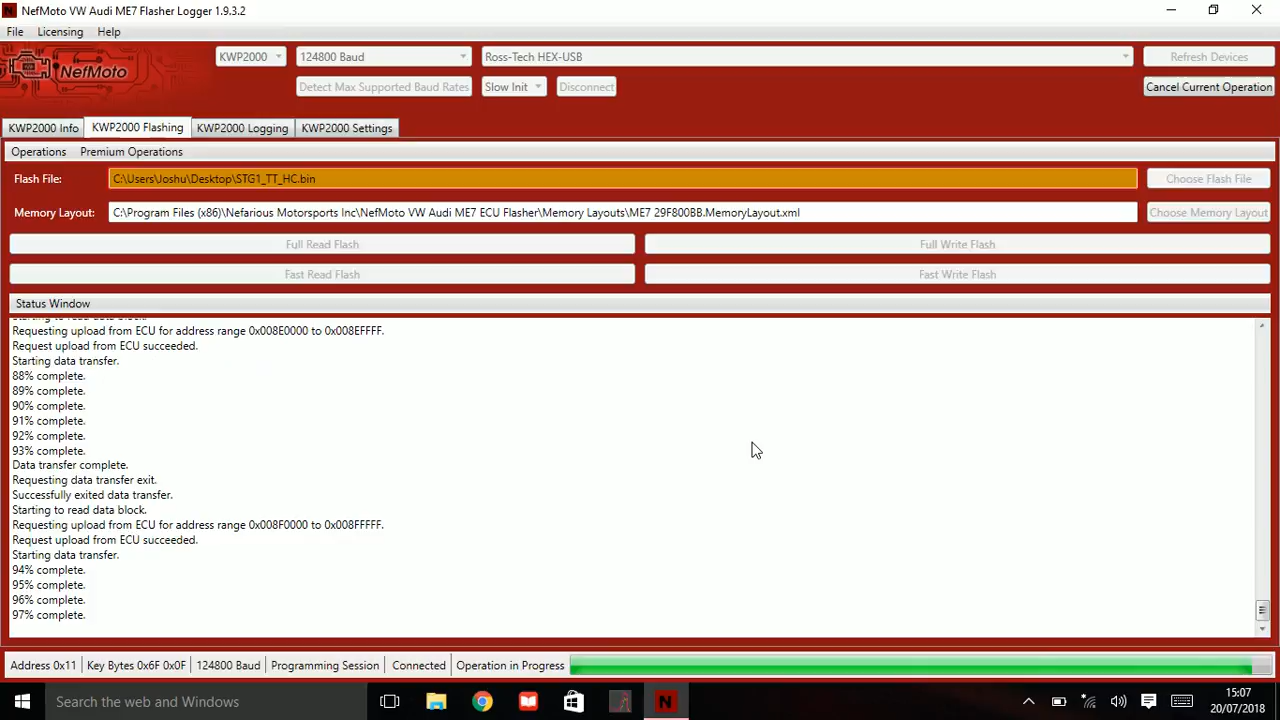 NefMoto VW Audi ME7 Flasher Logger 1.9.3.2
File Licensing Help
NefMoto
KWP2000 124800 Baud Ross-Tech HEX-USB Refresh Devices
Detect Max Supported Baud Rates Slow Init Disconnect Cancel Current Operation
KWP2000 Info KWP2000 Flashing KWP2000 Logging KWP2000 Settings
Operations Premium Operations
Flash File: C:\Users\Joshu\Desktop\STG1_TT_HC.bin Choose Flash File
Memory Layout: C:\Program Files (x86)\Nefarious Motorsports Inc\NefMoto VW Audi ME7 ECU Flasher\Memory Layouts\ME7 29F800BB.MemoryLayout.xml Choose Memory Layout
Full Read Flash Full Write Flash
Fast Read Flash Fast Write Flash
Status Window
Starting to read data block.
Requesting upload from ECU for address range 0x008E0000 to 0x008EFFFF.
Request upload from ECU succeeded.
Starting data transfer.
88% complete.
89% complete.
90% complete.
91% complete.
92% complete.
93% complete.
Data transfer complete.
Requesting data transfer exit.
Successfully exited data transfer.
Starting to read data block.
Requesting upload from ECU for address range 0x008F0000 to 0x008FFFFF.
Request upload from ECU succeeded.
Starting data transfer.
94% complete.
95% complete.
96% complete.
97% complete.
Address 0x11 Key Bytes 0x6F 0x0F 124800 Baud Programming Session Connected Operation in Progress
Search the web and Windows
N
15:07
20/07/2018